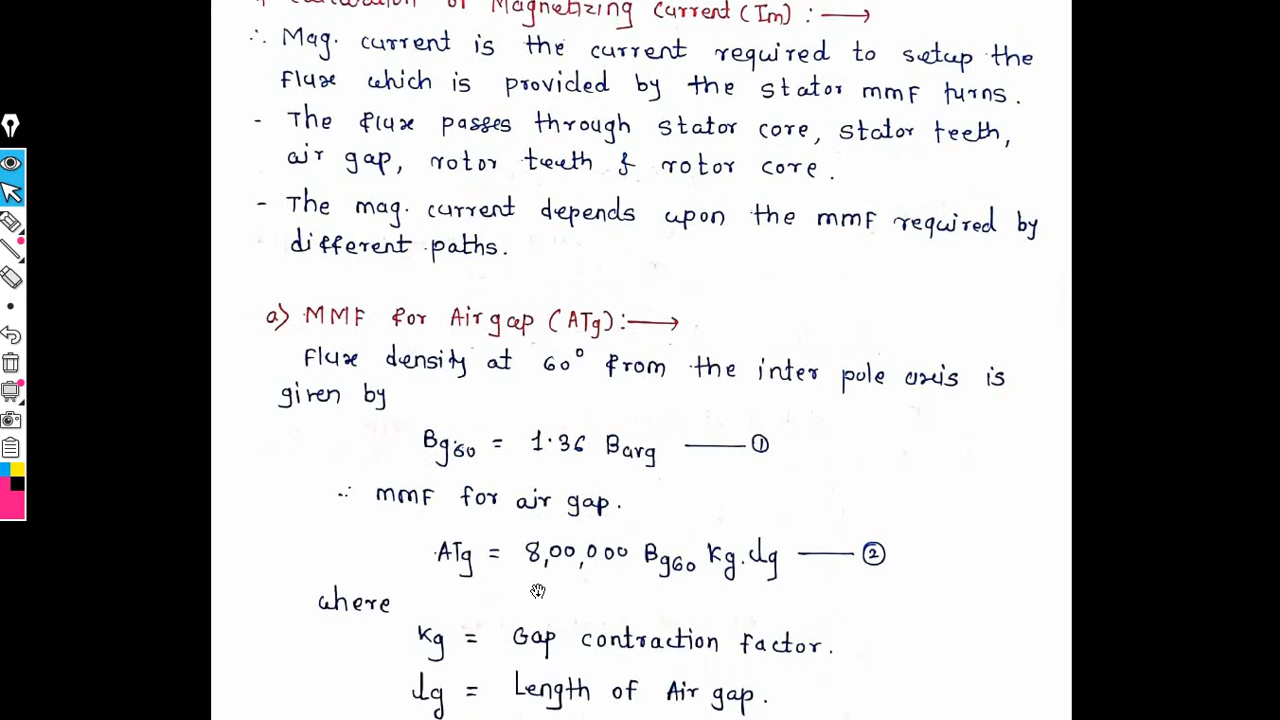 of Magnetizing Current (Im) : ⟶
∴ Mag. current is the current required to setup the
flux which is provided by the stator mmf turns.
- The flux passes through stator core, stator teeth,
air gap, rotor teeth & rotor core.
- The mag. current depends upon the mmf required by
different paths.
a) MMF for Airgap (ATg) :⟶
Flux density at 60° from the inter pole axis is
given by
Bg60 = 1.36 Barg —— ①
∴ mmf for air gap.
ATg = 8,00,000 Bg60 Kg.lg —— ②
where
Kg = Gap contraction factor.
lg = Length of Air gap.